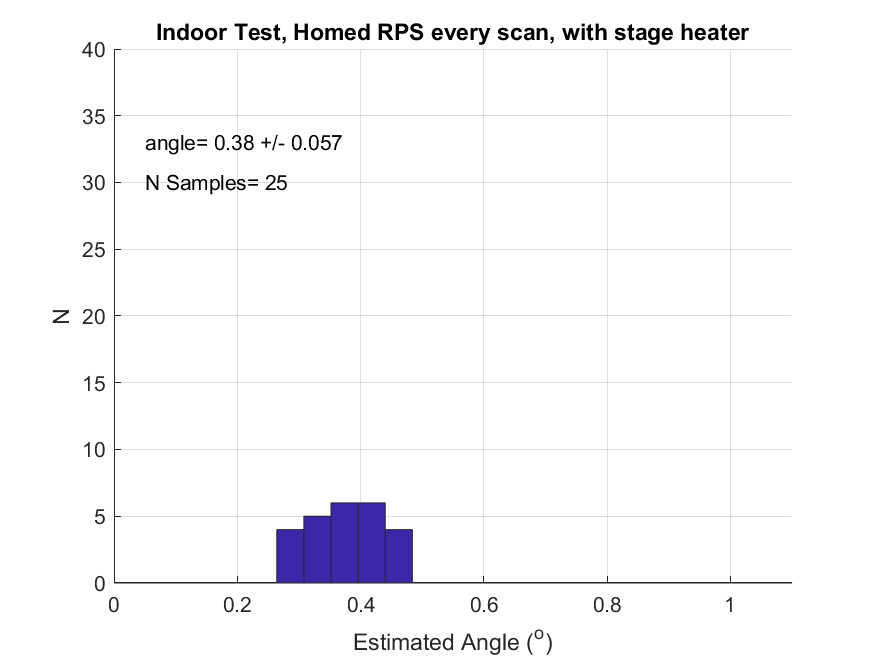 Indoor Test, Homed RPS every scan, with stage heater
40
35
angle= 0.38 +/- 0.057
30
N Samples= 25
25
N
20
15
10
5
0
0 0.2 0.4 0.6 0.8 1
Estimated Angle (o)